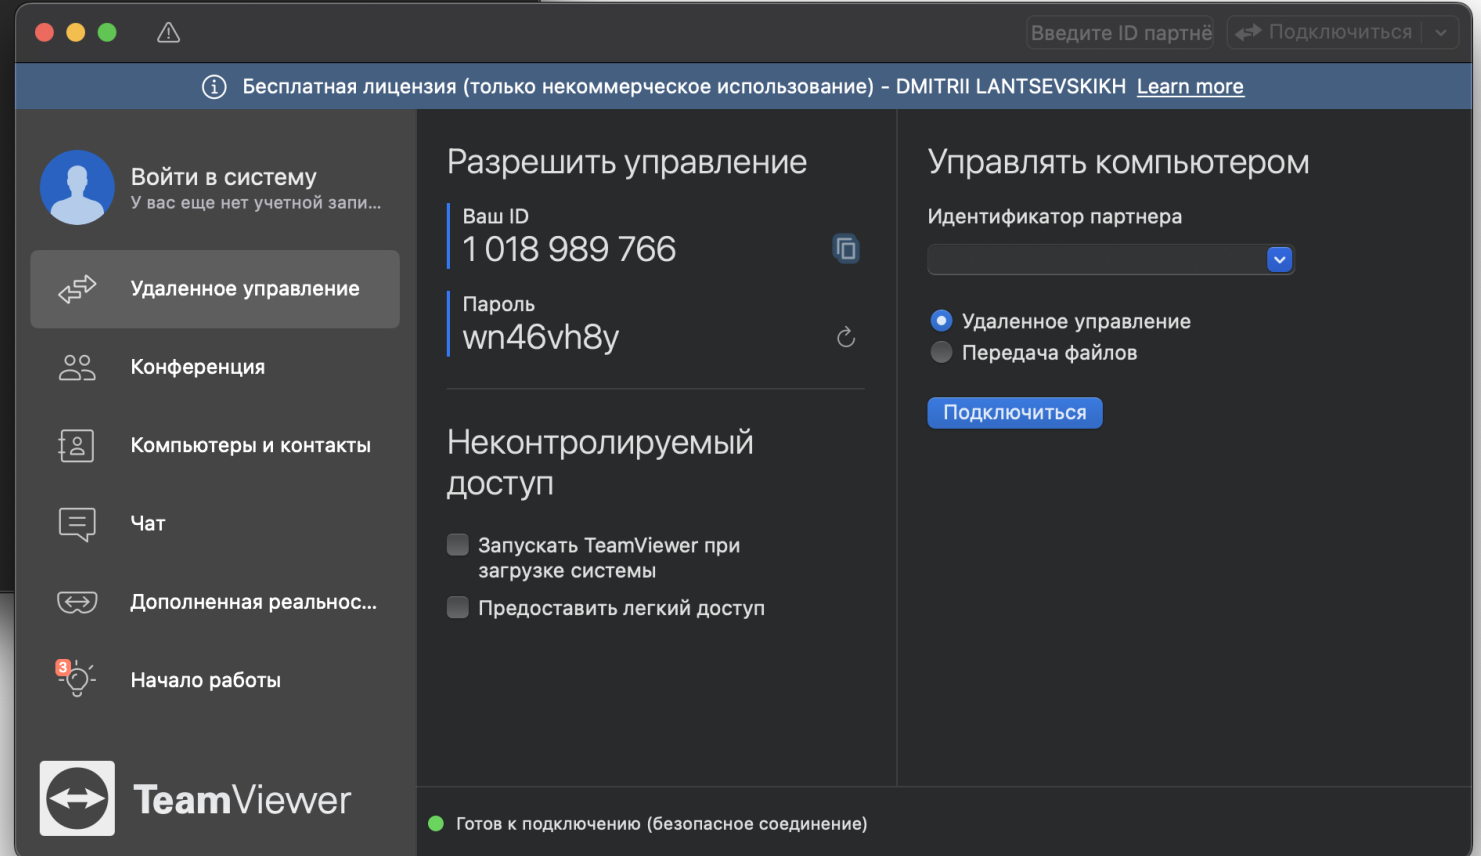 Введите ID партнё
Подключиться
Бесплатная лицензия (только некоммерческое использование) - DMITRII LANTSEVSKIKH Learn more
Войти в систему
У вас еще нет учетной запи...
Удаленное управление
Конференция
Компьютеры и контакты
Чат
Дополненная реальнос...
3
Начало работы
TeamViewer
Разрешить управление
Ваш ID
1 018 989 766
Пароль
wn46vh8y
Неконтролируемый
доступ
Запускать TeamViewer при
загрузке системы
Предоставить легкий доступ
Управлять компьютером
Идентификатор партнера
Удаленное управление
Передача файлов
Подключиться
Готов к подключению (безопасное соединение)